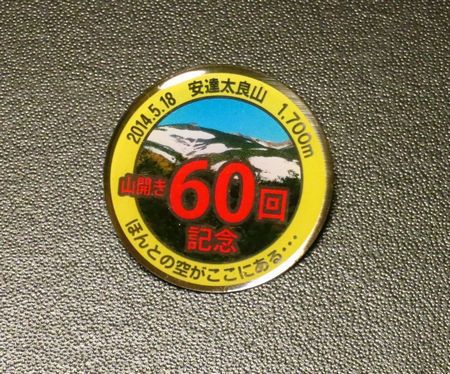 2014.5.18 安達太良山 1,700m
山開き60回
記念
ほんとの空がここにある・・・